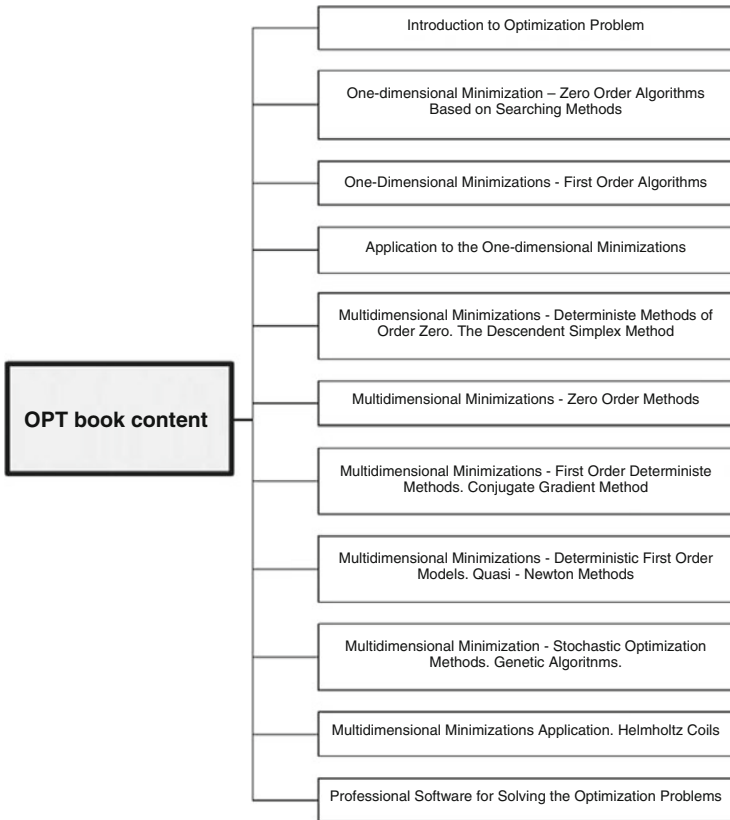 Introduction to Optimization Problem
One-dimensional Minimization – Zero Order Algorithms
Based on Searching Methods
One-Dimensional Minimizations - First Order Algorithms
Application to the One-dimensional Minimizations
Multidimensional Minimizations - Deterministe Methods of
Order Zero. The Descendent Simplex Method
OPT book content
Multidimensional Minimizations - Zero Order Methods
Multidimensional Minimizations - First Order Deterministe
Methods. Conjugate Gradient Method
Multidimensional Minimizations - Deterministic First Order
Models. Quasi - Newton Methods
Multidimensional Minimization - Stochastic Optimization
Methods. Genetic Algoritnms.
Multidimensional Minimizations Application. Helmholtz Coils
Professional Software for Solving the Optimization Problems